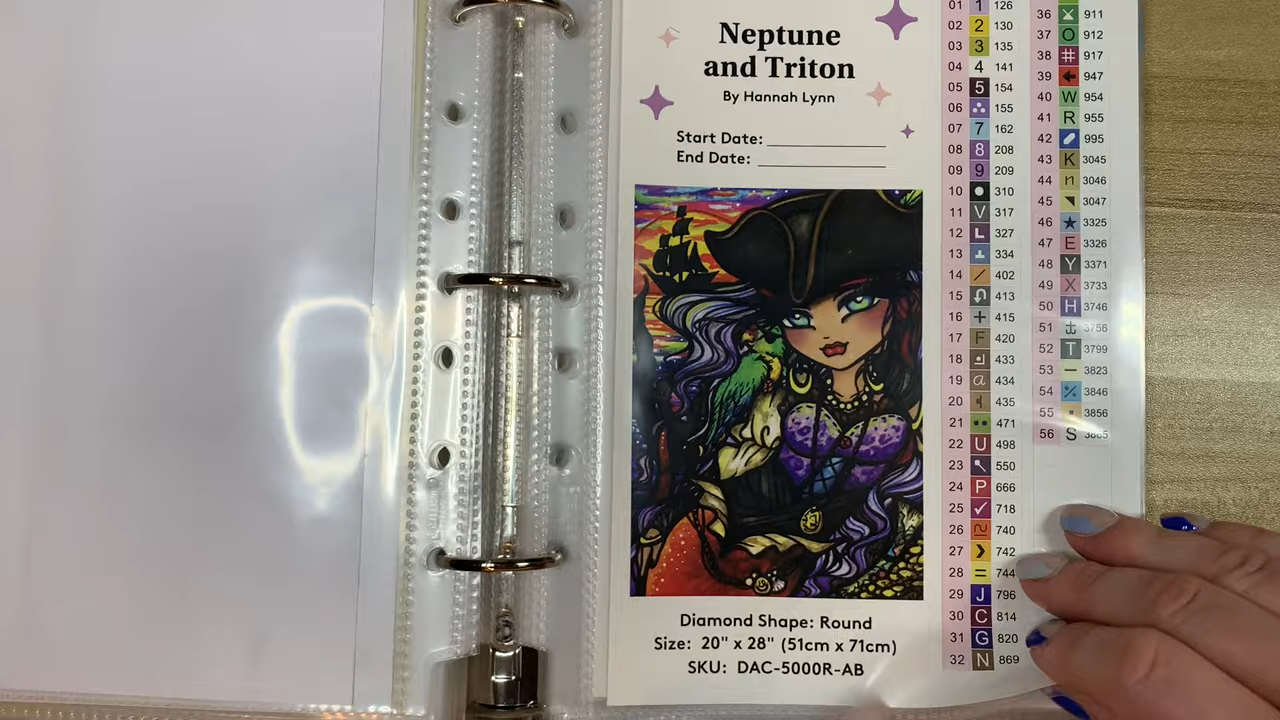 Neptune
and Triton
By Hannah Lynn
Start Date:
End Date:
Diamond Shape: Round
Size: 20" x 28" (51cm x 71cm)
SKU: DAC-5000R-AB
01 1 126
02 2 130
03 3 135
04 4 141
05 5 154
06 155
07 7 162
08 8 208
09 9 209
10 310
11 V 317
12 L 327
13 334
14 / 402
15 413
16 + 415
17 F 420
18 433
19 a 434
20 435
21 471
22 U 498
23 550
24 P 666
25 ✓ 718
26 740
27 742
28 = 744
29 J 796
30 C 814
31 G 820
32 N 869
36 911
37 O 912
38 # 917
39 947
40 W 954
41 R 955
42 995
43 K 3045
44 n 3046
45 3047
46 ★ 3325
47 E 3326
48 Y 3371
49 X 3733
50 H 3746
51 3756
52 T 3799
53 – 3823
54 3846
55 3856
56 S 3865